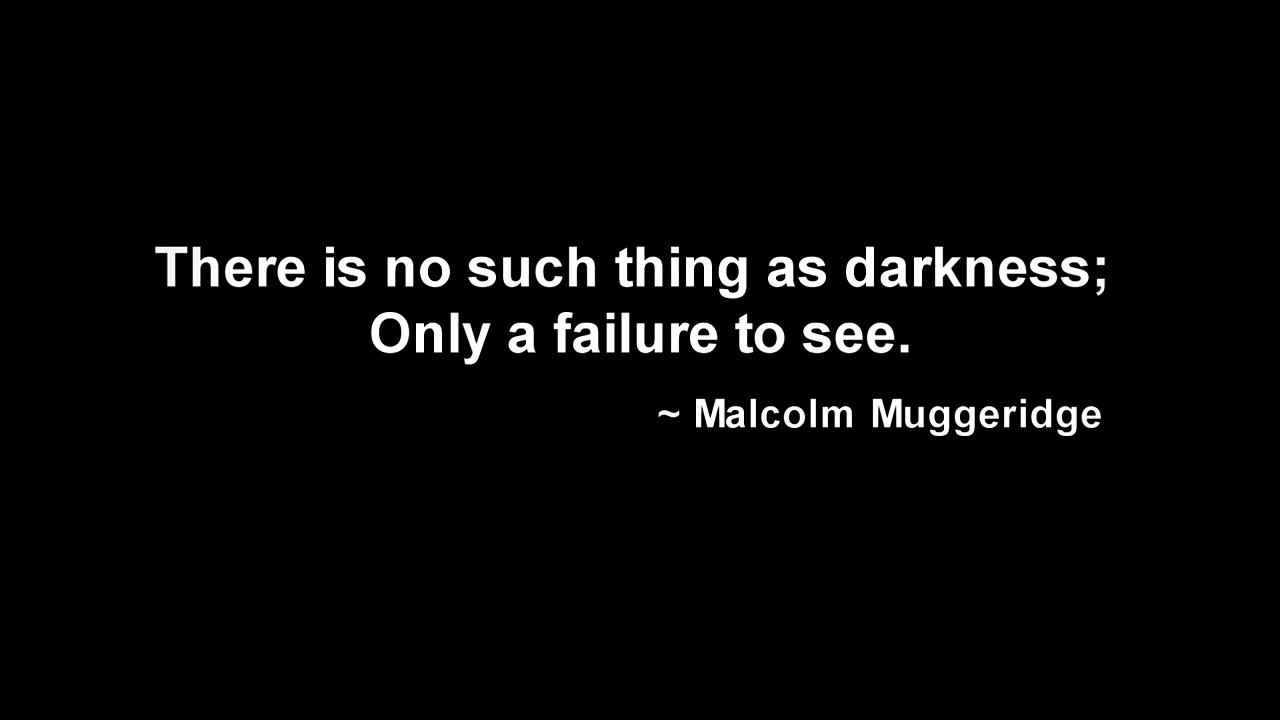 There is no such thing as darkness;
Only a failure to see.
~ Malcolm Muggeridge